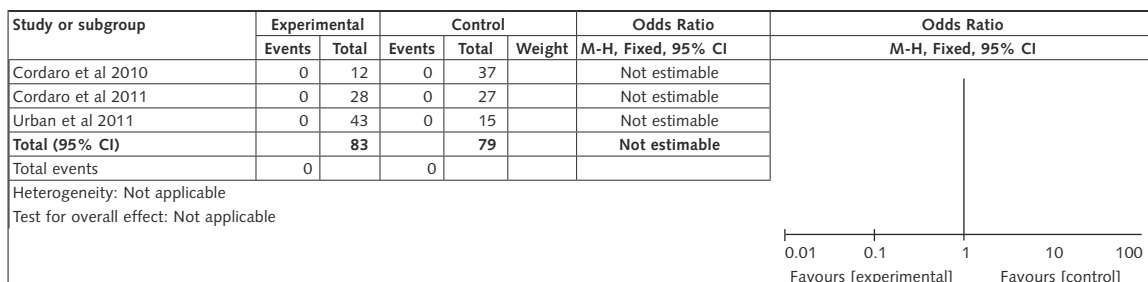 Study or subgroup Experimental Control Odds Ratio Odds Ratio
Events Total Events Total Weight M-H, Fixed, 95% CI M-H, Fixed, 95% CI
Cordaro et al 2010 0 12 0 37 Not estimable
Cordaro et al 2011 0 28 0 27 Not estimable
Urban et al 2011 0 43 0 15 Not estimable
Total (95% CI) 83 79 Not estimable
Total events 0 0
Heterogeneity: Not applicable
Test for overall effect: Not applicable
0.01 0.1 1 10 100
Favours [experimental] Favours [control]